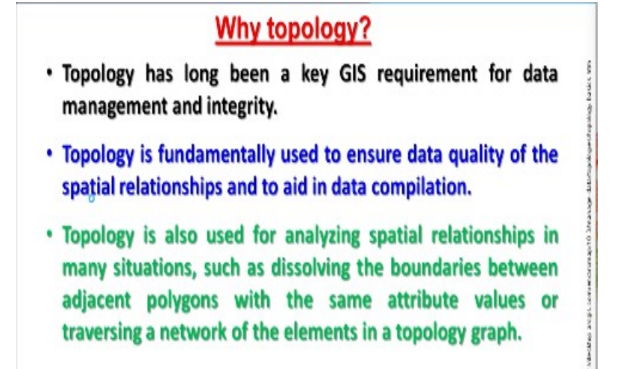 Why topology?
• Topology has long been a key GIS requirement for data
management and integrity.
• Topology is fundamentally used to ensure data quality of the
spatial relationships and to aid in data compilation.
• Topology is also used for analyzing spatial relationships in
many situations, such as dissolving the boundaries between
adjacent polygons with the same attribute values or
traversing a network of the elements in a topology graph.